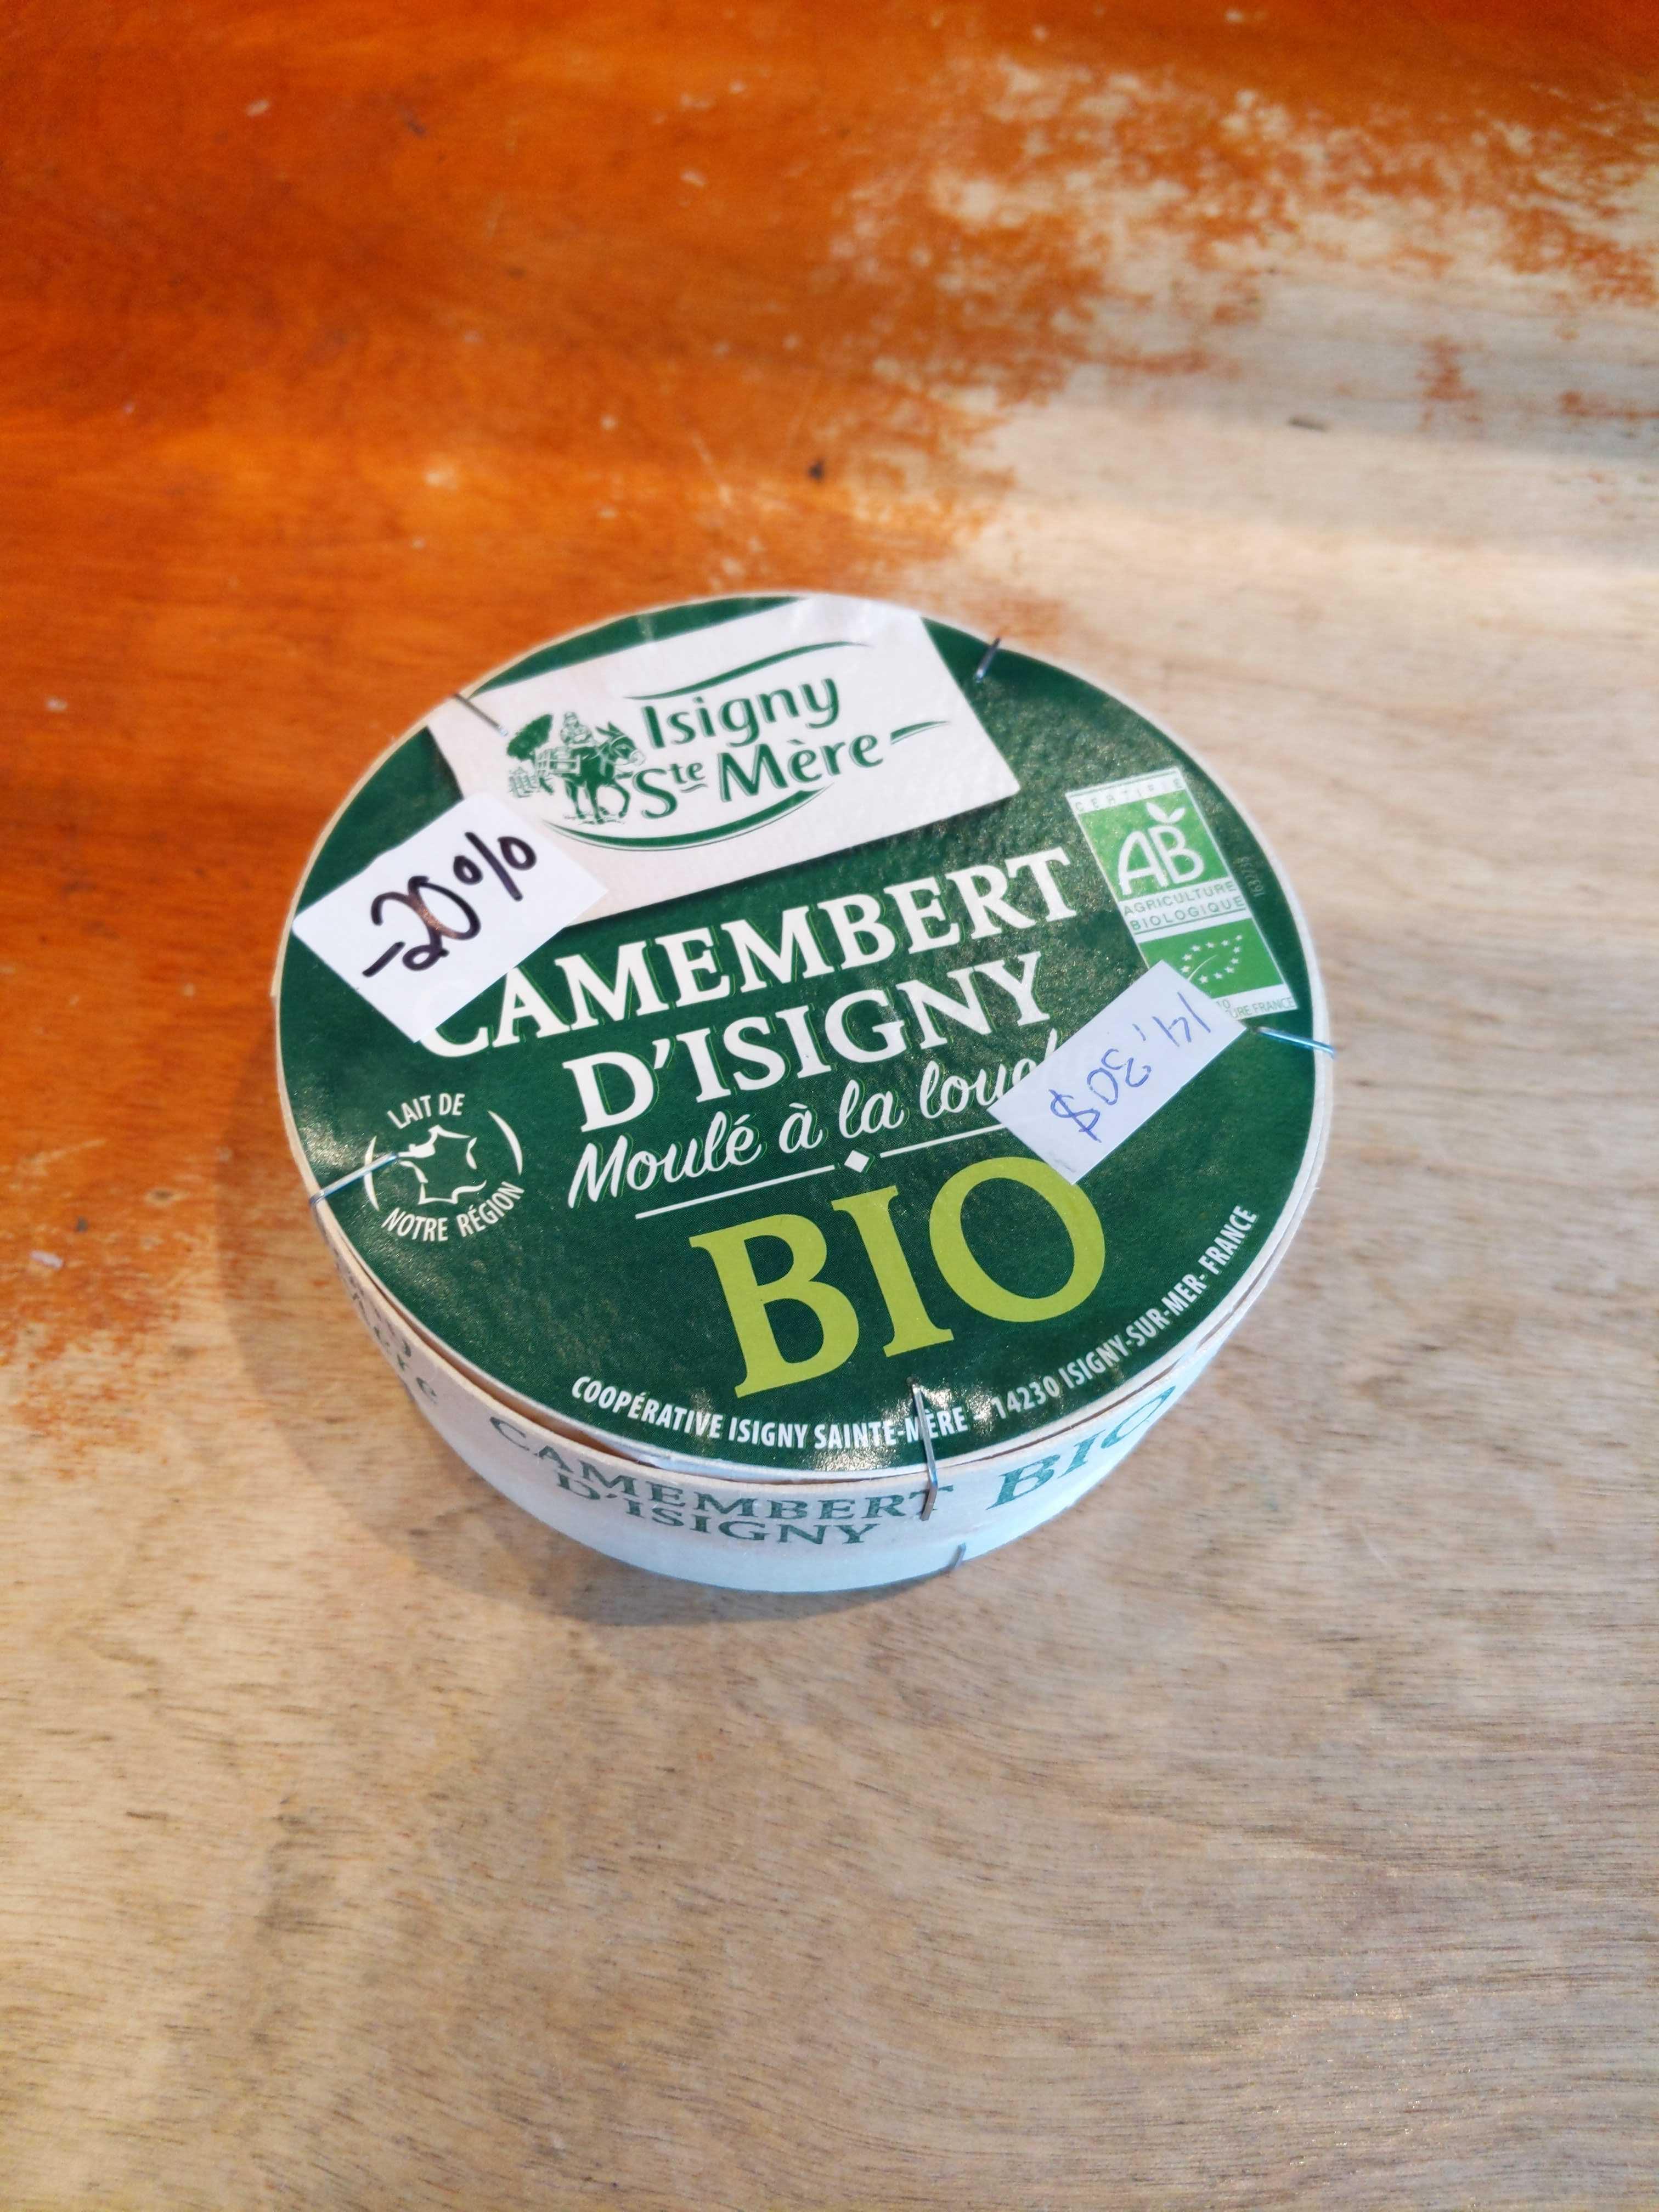 Isigny
Ste Mère
-20%
CERTIFIÉ
AB
AGRICULTURE
BIOLOGIQUE
CAMEMBERT
D'ISIGNY
Moulé à la
14,30$
LAIT DE
NOTRE RÉGION
BIO
COOPÉRATIVE ISIGNY SAINTE-MÈRE - 14230 ISIGNY-SUR-MER- FRANCE
CAMEMBERT
D'ISIGNY
BIO